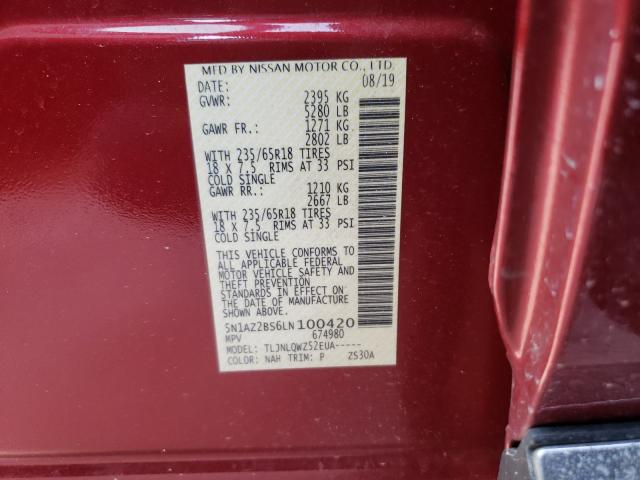 MFD BY NISSAN MOTOR CO., LTD.
DATE: 08/19
GVWR: 2395 KG
5280 LB
GAWR FR.: 1271 KG
2802 LB
WITH 235/65R18 TIRES
18 X 7.5 RIMS AT 33 PSI
COLD SINGLE
GAWR RR.: 1210 KG
2667 LB
WITH 235/65R18 TIRES
18 X 7.5 RIMS AT 33 PSI
COLD SINGLE
THIS VEHICLE CONFORMS TO
ALL APPLICABLE FEDERAL
MOTOR VEHICLE SAFETY AND
THEFT PREVENTION
STANDARDS IN EFFECT ON
THE DATE OF MANUFACTURE
SHOWN ABOVE.
5N1AZ2BS6LN100420
MPV 674980
MODEL: TLJNLQWZ52EUA-----
COLOR: NAH TRIM: P ZS30A